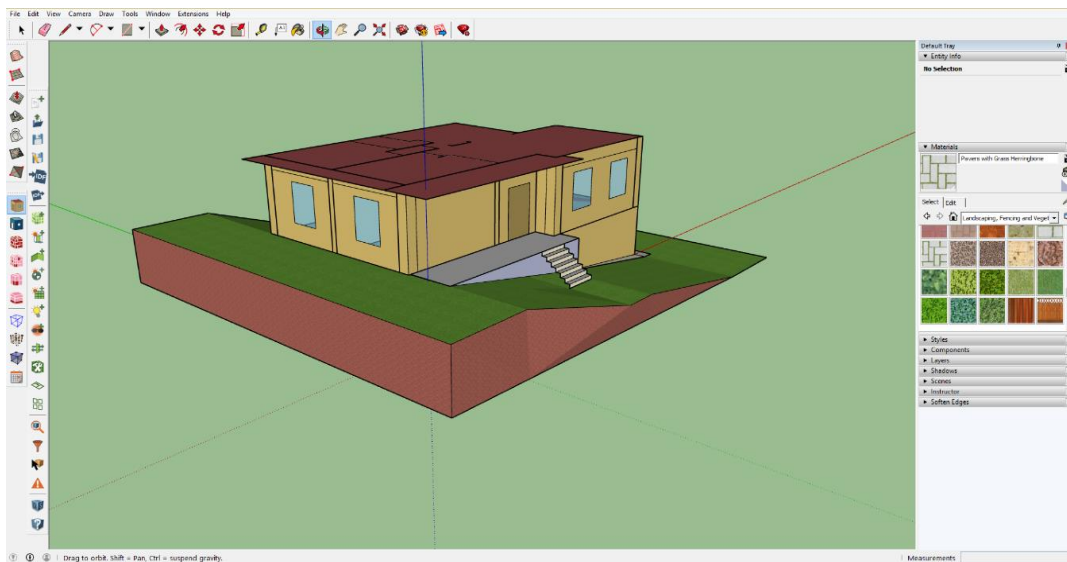 File Edit View Camera Draw Tools Window Extensions Help
Default Tray
Entity Info
No Selection
Materials
Pavers with Grass Herringbone
Select Edit
Landscaping, Fencing and Veget
Styles
Components
Layers
Shadows
Scenes
Instructor
Soften Edges
Drag to orbit. Shift = Pan, Ctrl = suspend gravity.
Measurements